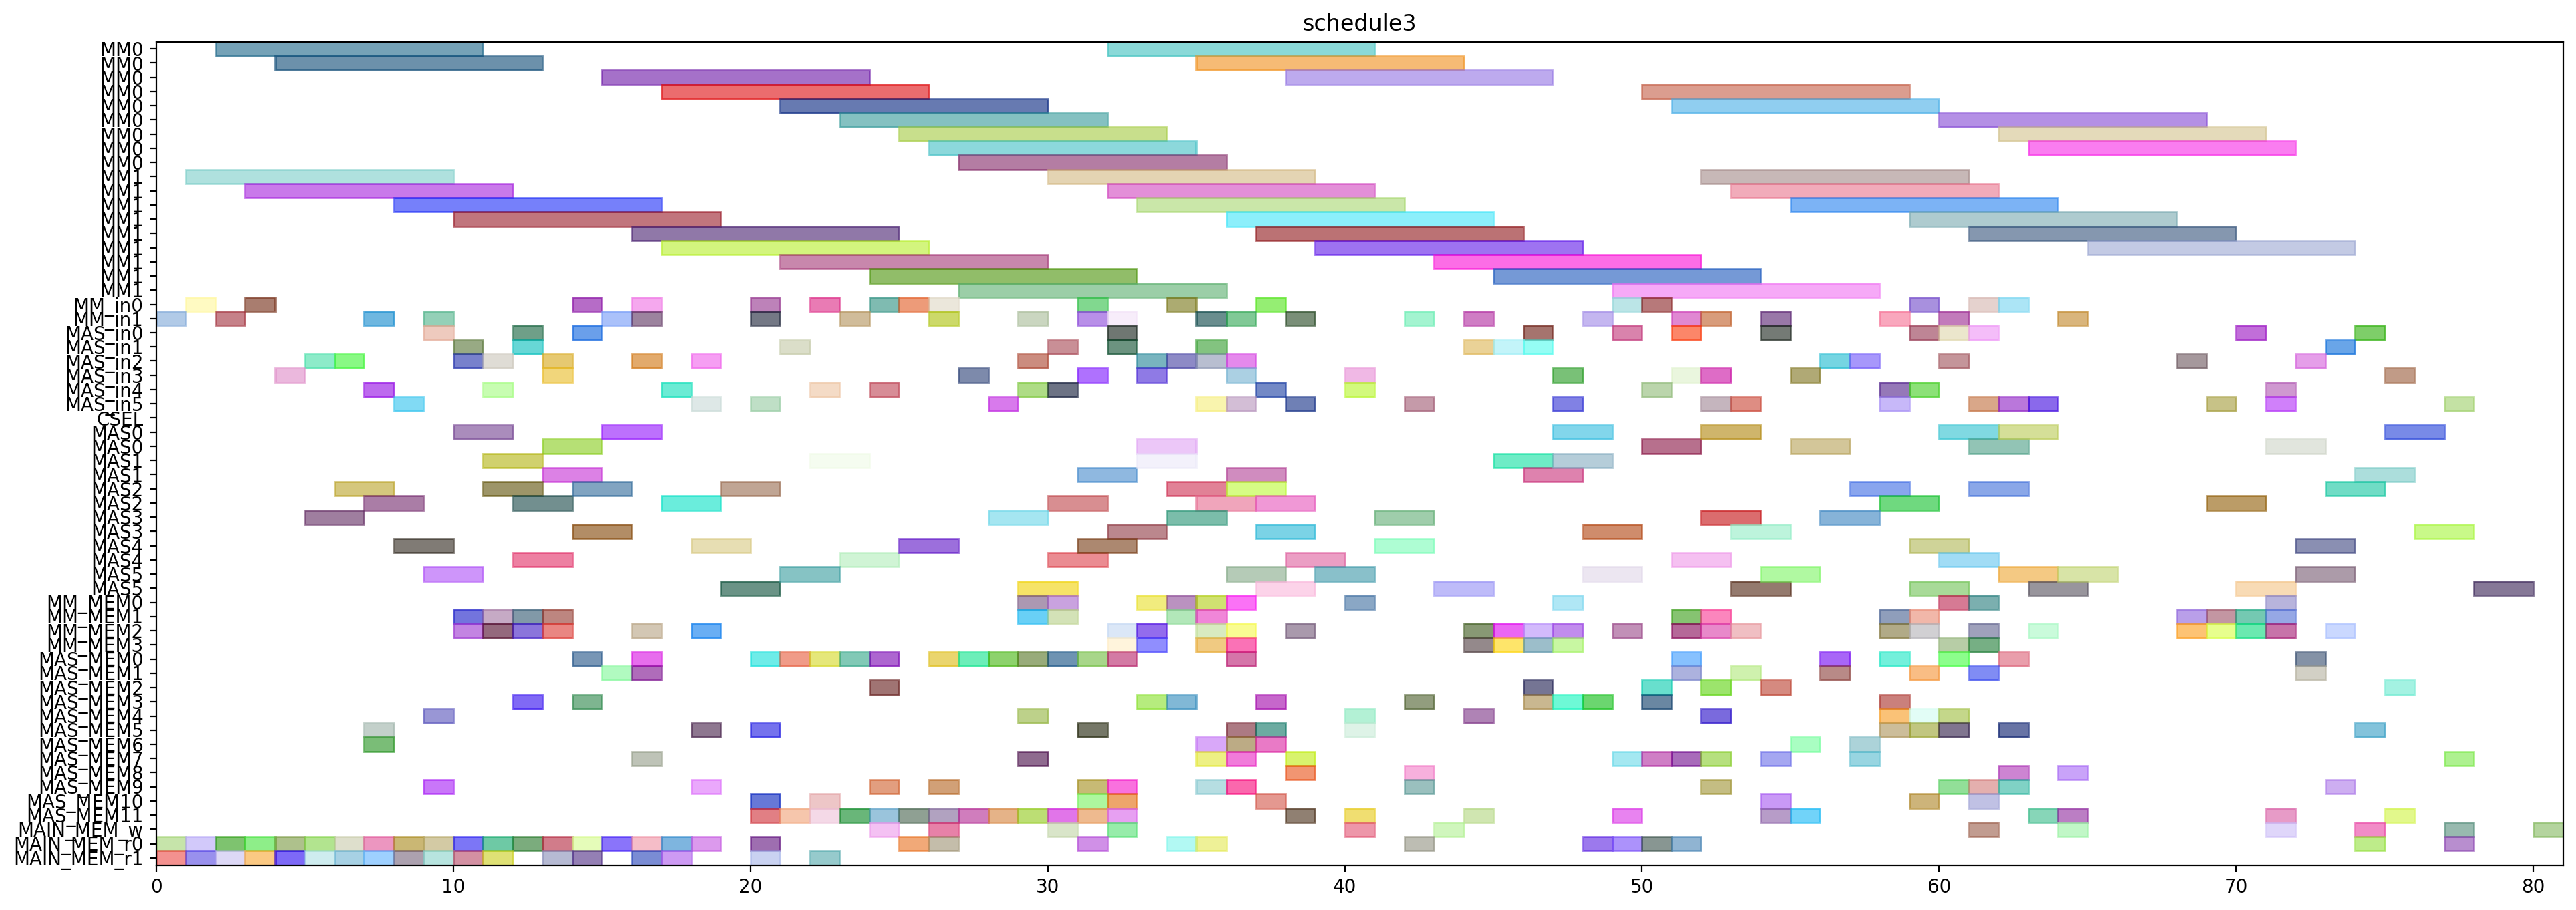 schedule3
MM0
MM0
MM0
MM0
MM0
MM0
MM0
MM0
MM0
MM1
MM1
MM1
MM1
MM1
MM1
MM1
MM1
MM1
MM_in0
MM_in1
MAS_in0
MAS_in1
MAS_in2
MAS_in3
MAS_in4
MAS_in5
CSEL
MAS0
MAS0
MAS1
MAS1
MAS2
MAS2
MAS3
MAS3
MAS4
MAS4
MAS5
MAS5
MM_MEM0
MM_MEM1
MM_MEM2
MM_MEM3
MAS_MEM0
MAS_MEM1
MAS_MEM2
MAS_MEM3
MAS_MEM4
MAS_MEM5
MAS_MEM6
MAS_MEM7
MAS_MEM8
MAS_MEM9
MAS_MEM10
MAS_MEM11
MAIN_MEM_w
MAIN_MEM_r0
MAIN_MEM_r1
0 10 20 30 40 50 60 70 80